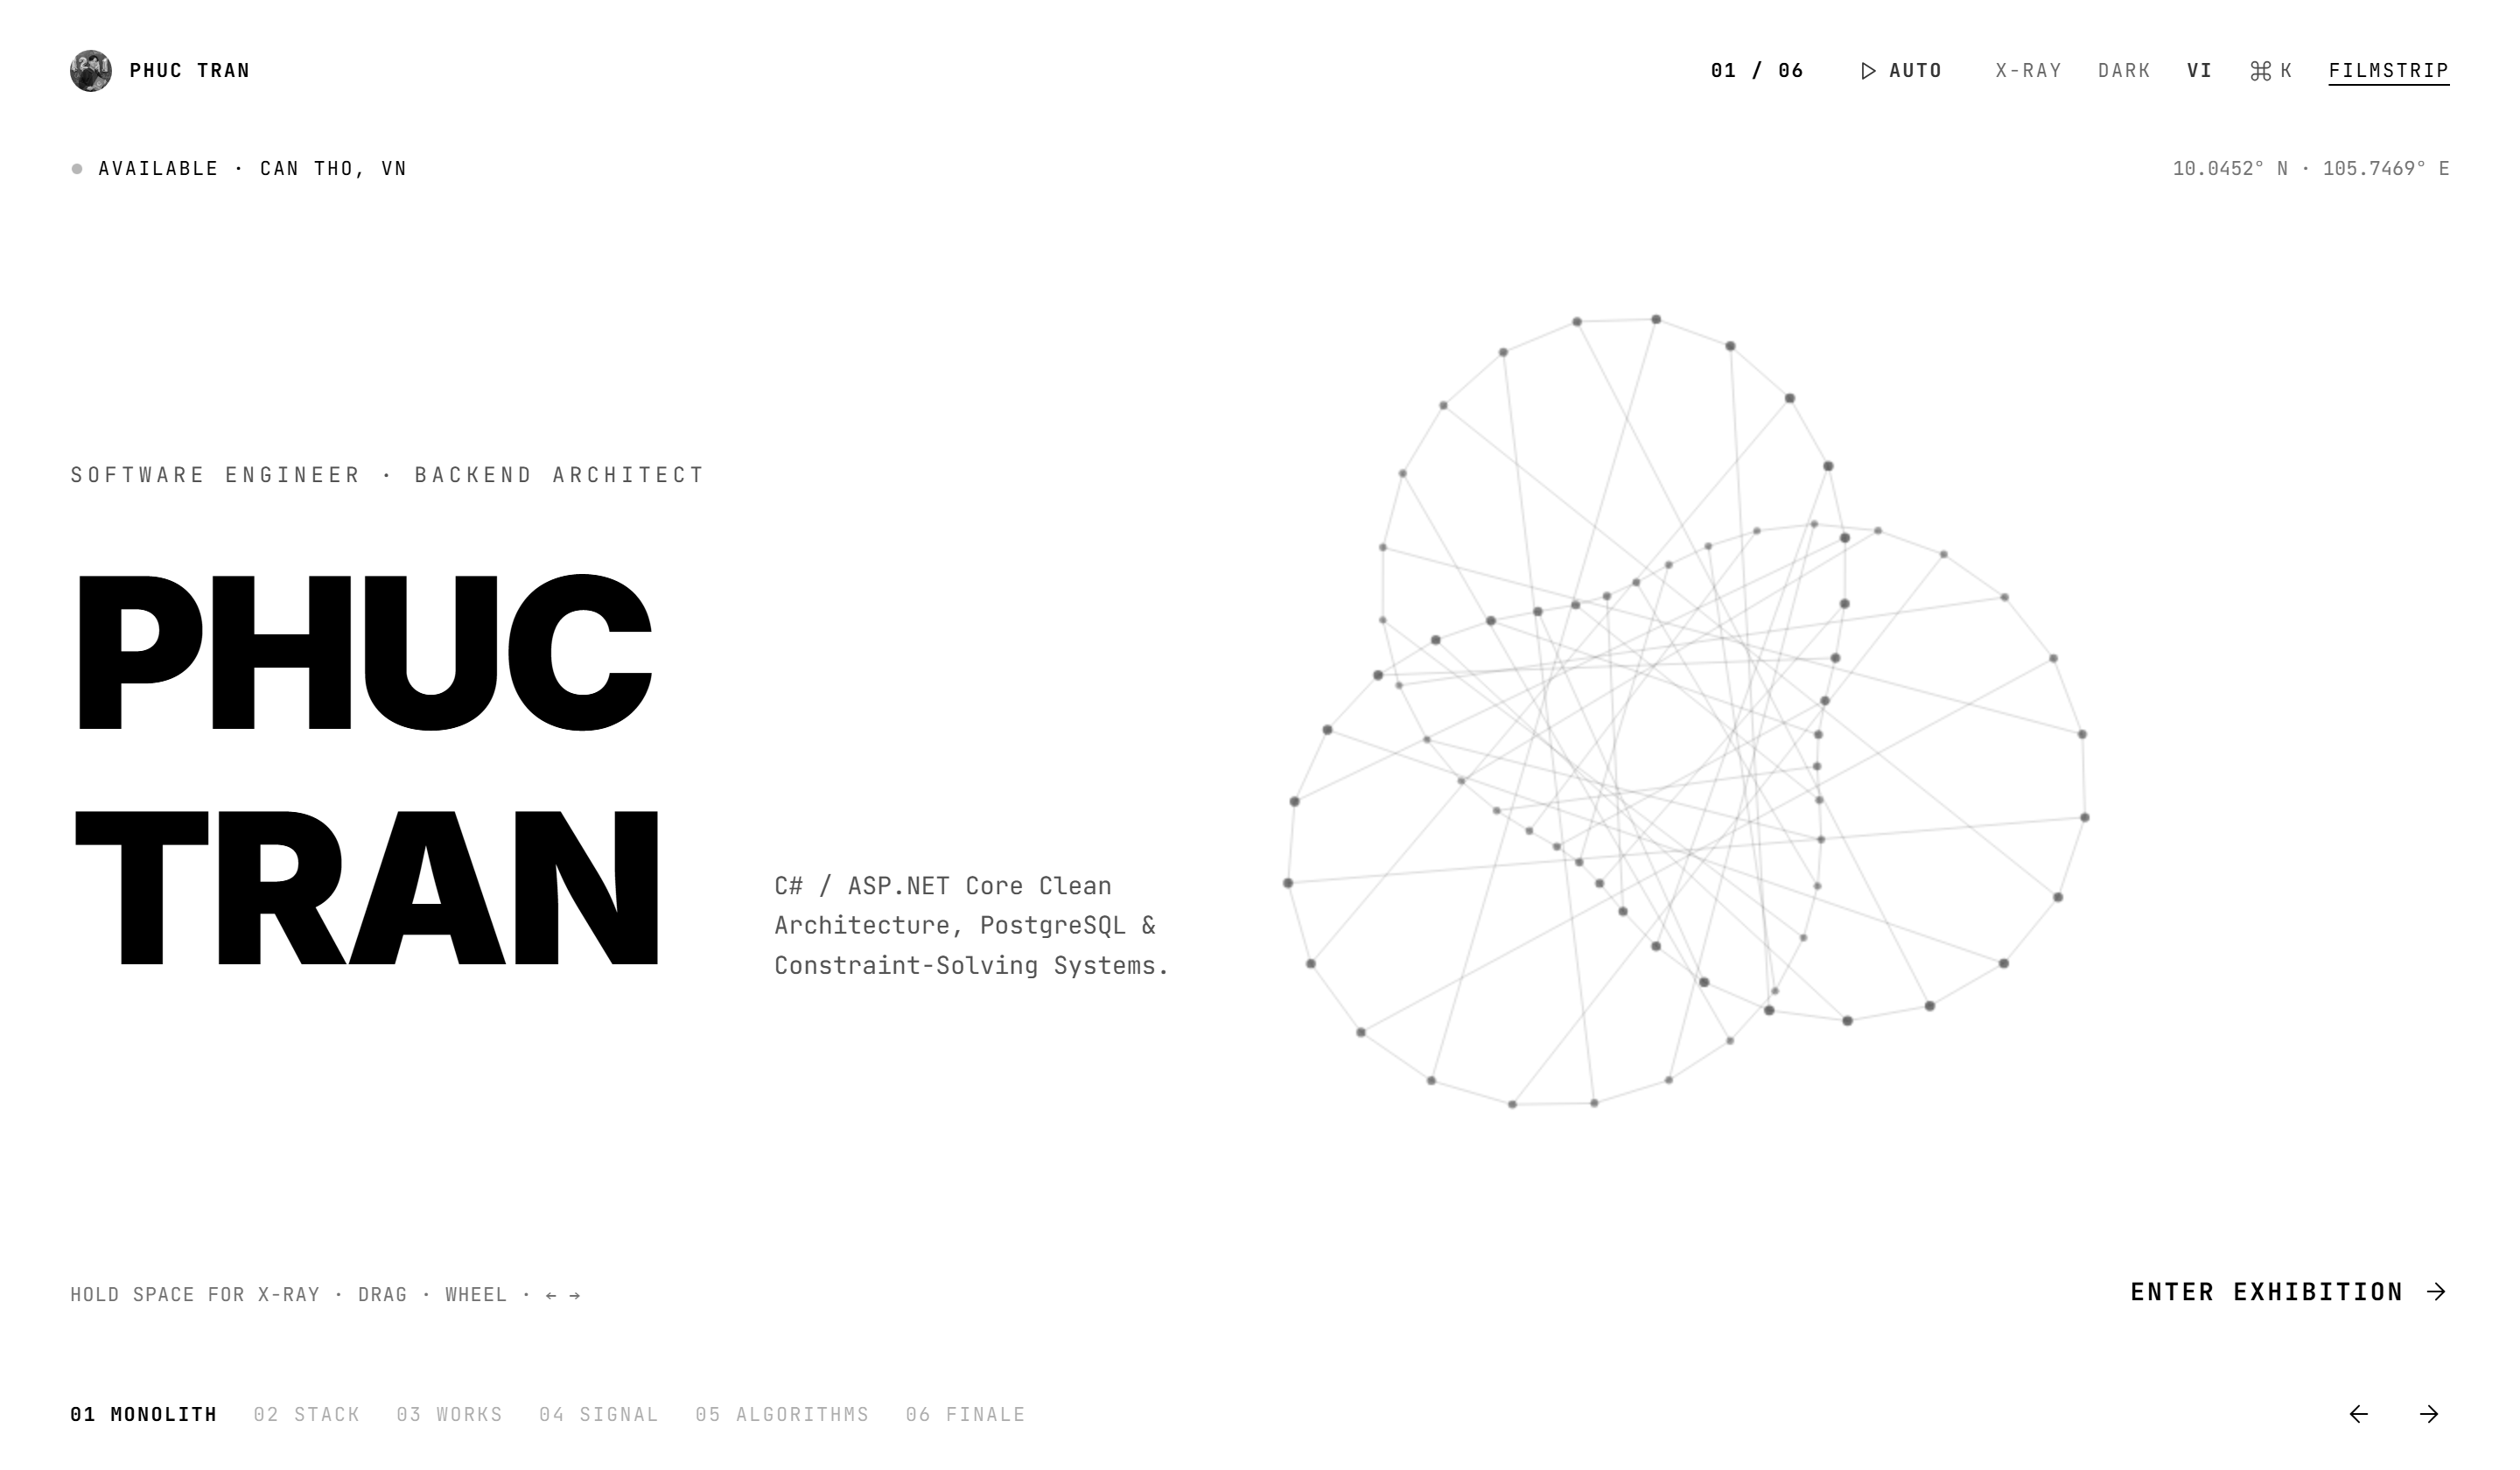 PHUC TRAN
01 / 06 AUTO X-RAY DARK VI ⌘ K FILMSTRIP
AVAILABLE · CAN THO, VN
10.0452° N · 105.7469° E
SOFTWARE ENGINEER · BACKEND ARCHITECT
PHUC
TRAN
C# / ASP.NET Core Clean
Architecture, PostgreSQL &
Constraint-Solving Systems.
HOLD SPACE FOR X-RAY · DRAG · WHEEL · ← →
ENTER EXHIBITION →
01 MONOLITH 02 STACK 03 WORKS 04 SIGNAL 05 ALGORITHMS 06 FINALE
← →